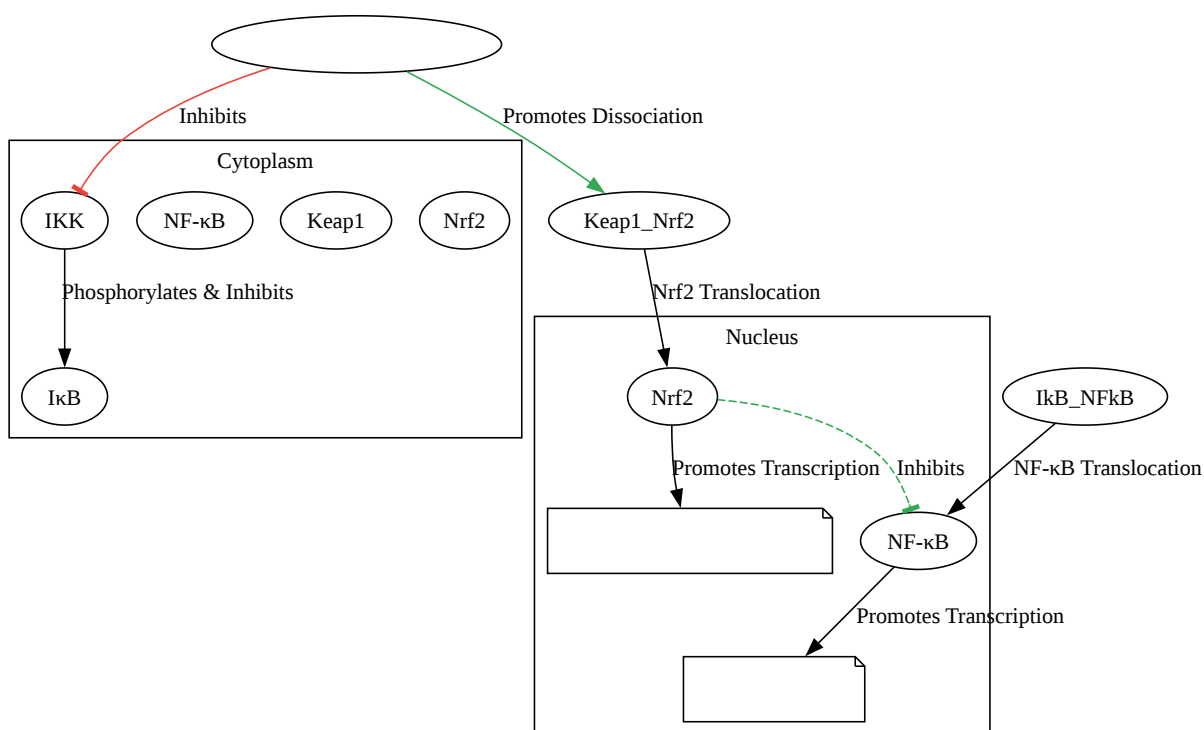 Inhibits
Promotes Dissociation
Cytoplasm
IKK
NF-κB
Keap1
Nrf2
Keap1_Nrf2
Phosphorylates & Inhibits
Nrf2 Translocation
Nucleus
IκB
Nrf2
IkB_NFkB
Promotes Transcription
Inhibits
NF-κB Translocation
NF-κB
Promotes Transcription